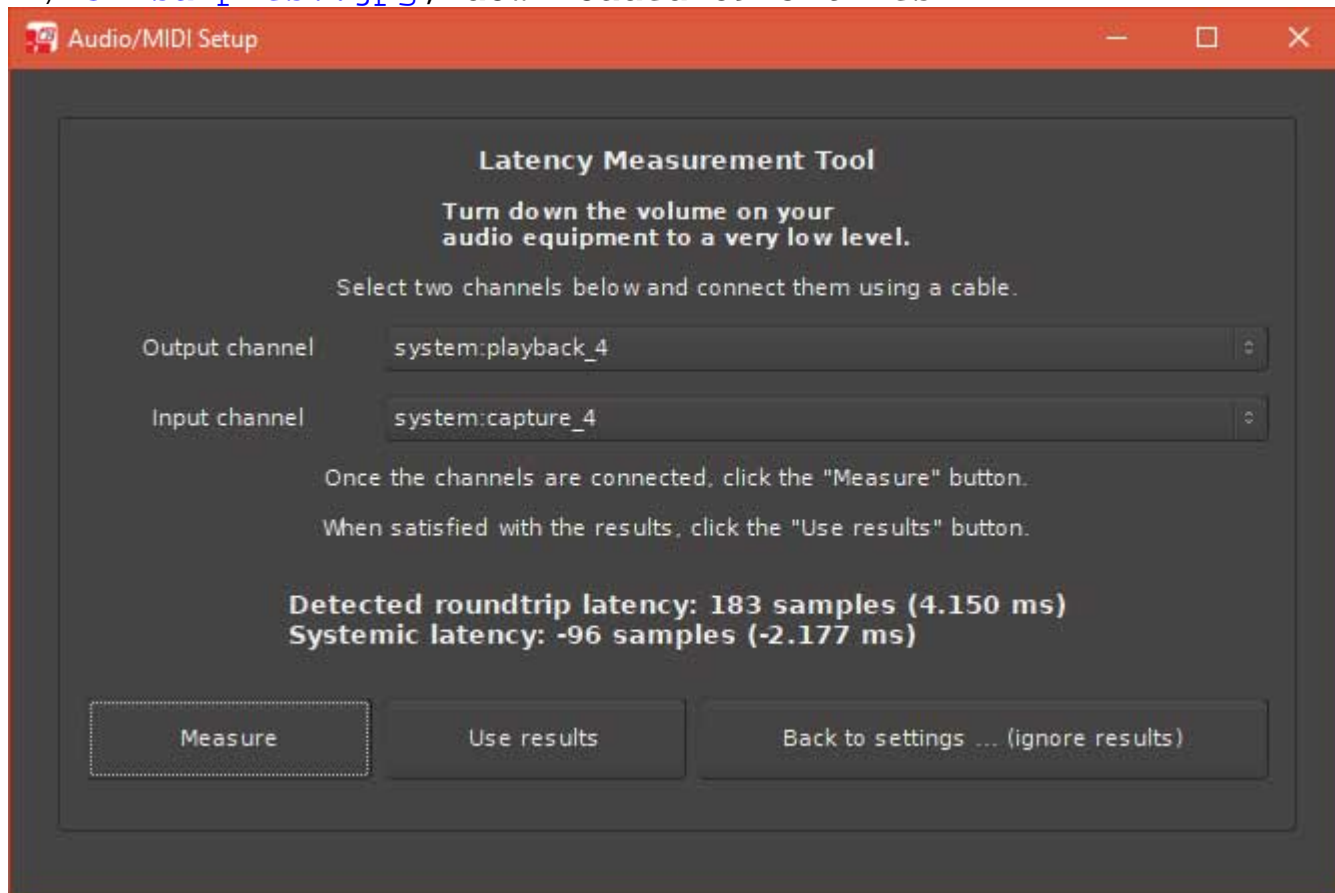 Audio/MIDI Setup
Latency Measurement Tool
Turn down the volume on your
audio equipment to a very low level.
Select two channels below and connect them using a cable.
Output channel system:playback_4
Input channel system:capture_4
Once the channels are connected, click the "Measure" button.
When satisfied with the results, click the "Use results" button.
Detected roundtrip latency: 183 samples (4.150 ms)
Systemic latency: -96 samples (-2.177 ms)
Measure Use results Back to settings ... (ignore results)